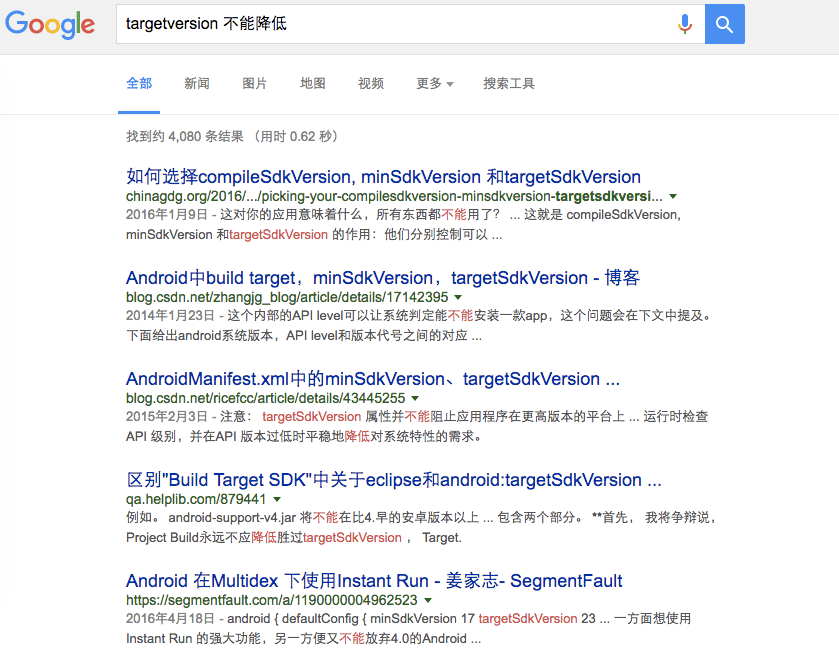 Google
targetversion 不能降低
全部 新闻 图片 地图 视频 更多 搜索工具
找到约 4,080 条结果 （用时 0.62 秒）
如何选择compileSdkVersion, minSdkVersion 和targetSdkVersion
chinagdg.org/2016/.../picking-your-compilesdkversion-minsdkversion-targetsdkversi...
2016年1月9日 - 这对你的应用意味着什么，所有东西都不能用了？ ... 这就是 compileSdkVersion,
minSdkVersion 和targetSdkVersion 的作用：他们分别控制可以 ...
Android中build target，minSdkVersion，targetSdkVersion - 博客
blog.csdn.net/zhangjg_blog/article/details/17142395
2014年1月23日 - 这个内部的API level可以让系统判定能不能安装一款app，这个问题会在下文中提及。
下面给出android系统版本，API level和版本代号之间的对应 ...
AndroidManifest.xml中的minSdkVersion、targetSdkVersion ...
blog.csdn.net/ricefcc/article/details/43445255
2015年2月3日 - 注意： targetSdkVersion 属性并不能阻止应用程序在更高版本的平台上 ... 运行时检查
API 级别，并在API 版本过低时平稳地降低对系统特性的需求。
区别"Build Target SDK"中关于eclipse和android:targetSdkVersion ...
qa.helplib.com/879441
例如。 android-support-v4.jar 将不能在比4.早的安卓版本以上 ... 包含两个部分。 **首先， 我将争辩说，
Project Build永远不应降低胜过targetSdkVersion ， Target.
Android 在Multidex 下使用Instant Run - 姜家志- SegmentFault
https://segmentfault.com/a/1190000004962523
2016年4月18日 - android { defaultConfig { minSdkVersion 17 targetSdkVersion 23 ... 一方面想使用
Instant Run 的强大功能，另一方便又不能放弃4.0的Android ...